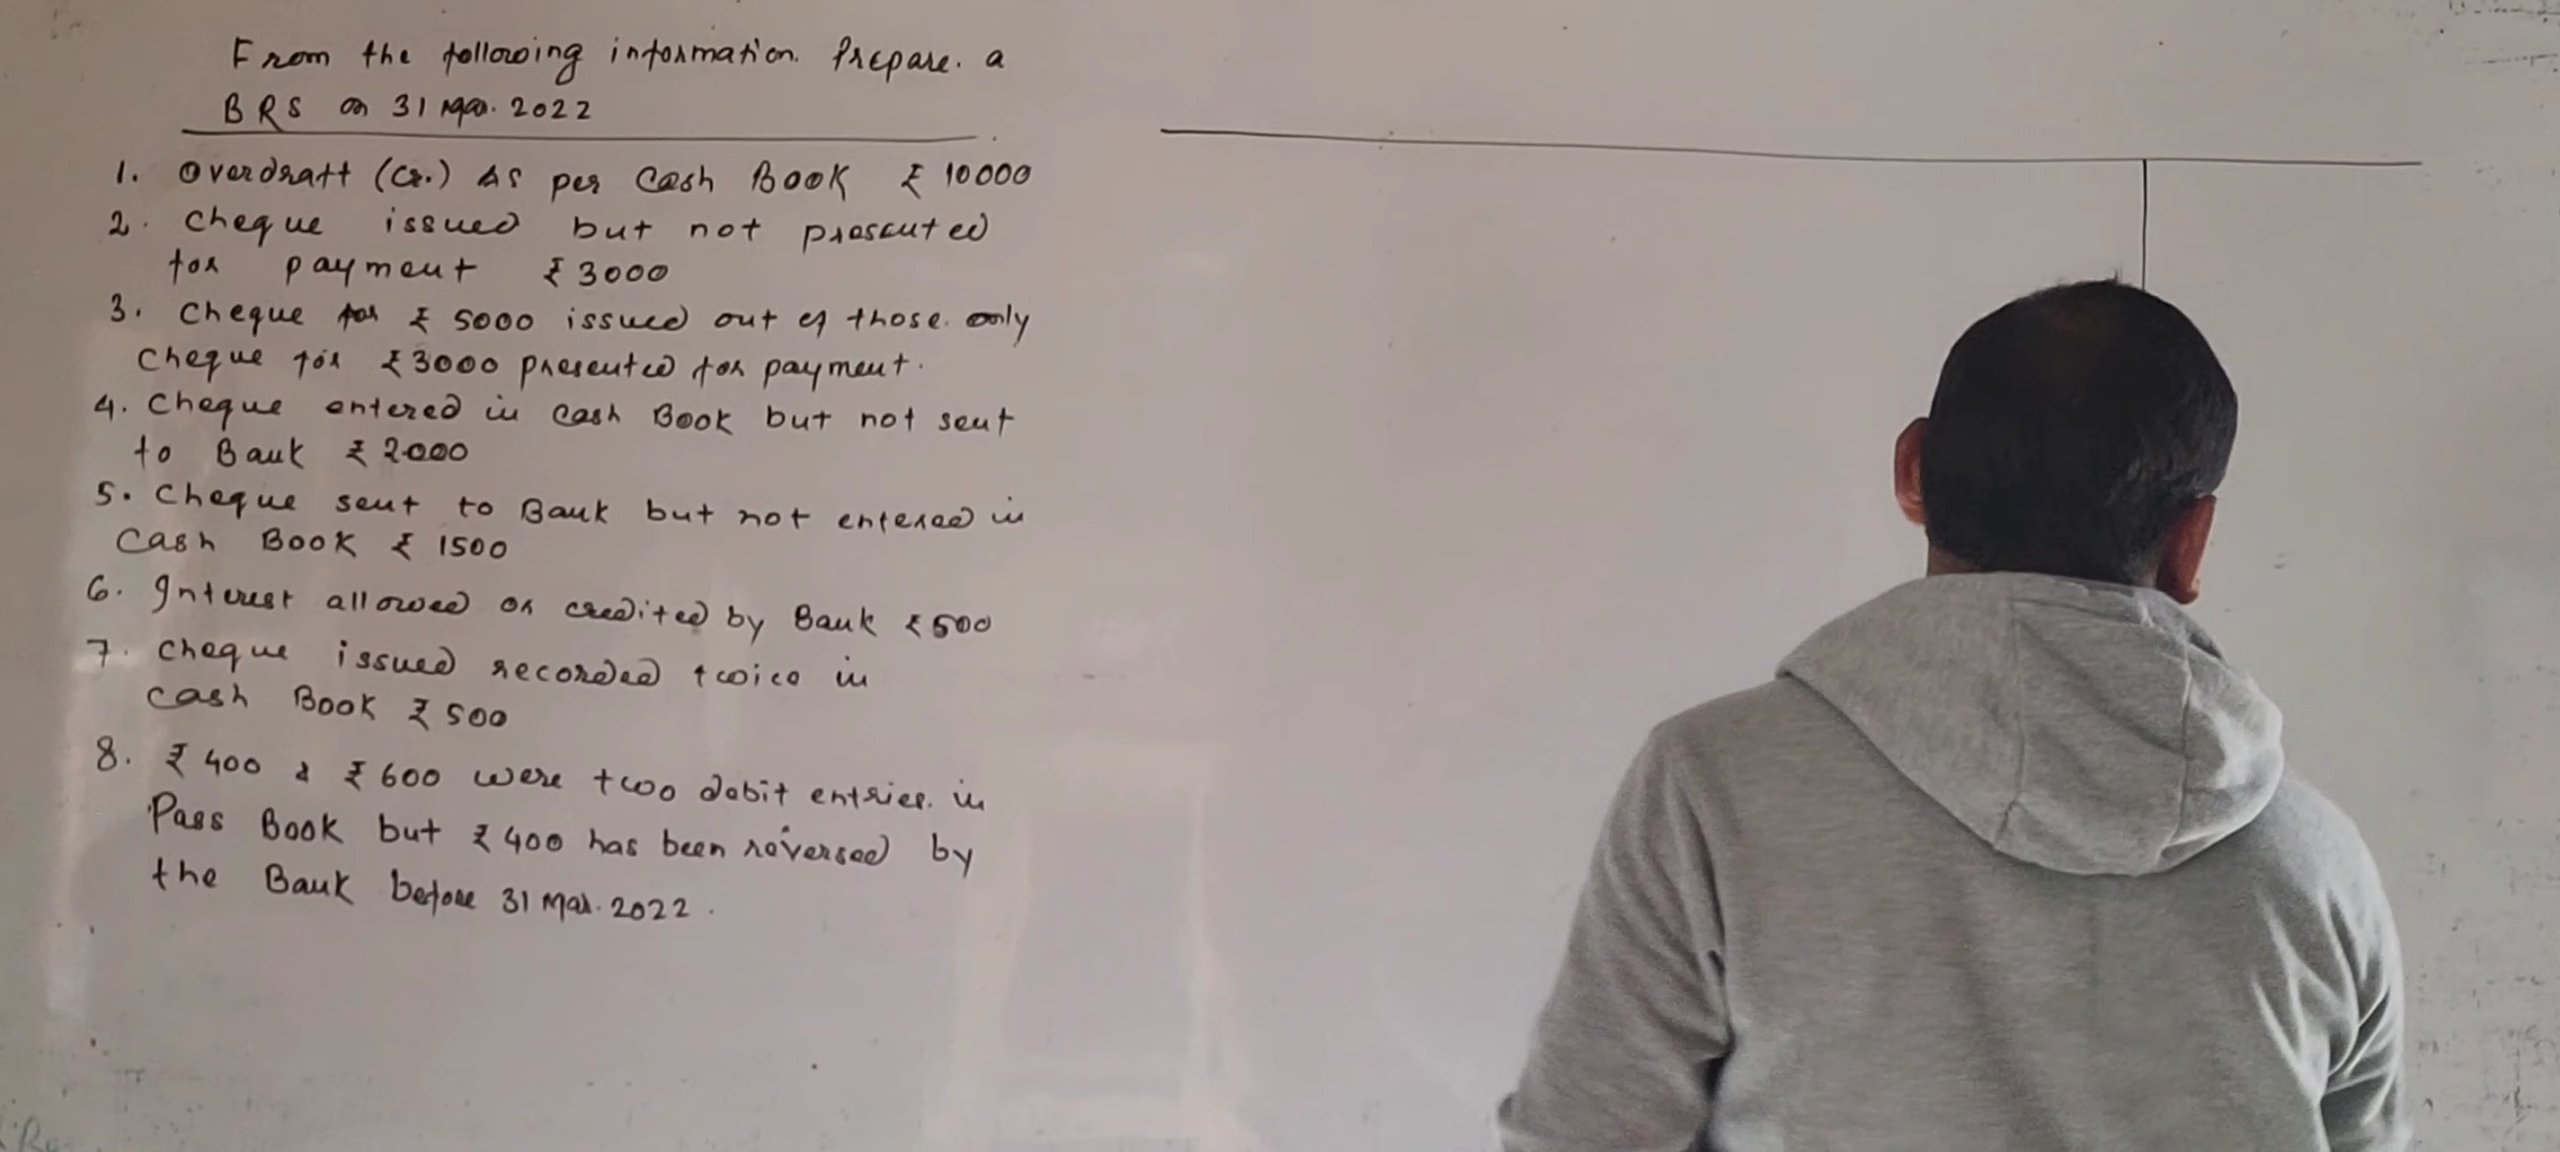 From the following information. Prepare. a
BRS on 31 Mar. 2022
1. Overdraft (Cr.) As per Cash Book ₹ 10000
2. Cheque issued but not presented
for payment ₹ 3000
3. Cheque for ₹ 5000 issued out of those. only
Cheque for ₹ 3000 presented for payment.
4. Cheque entered in Cash Book but not sent
to Bank ₹ 2000
5. Cheque sent to Bank but not entered in
Cash Book ₹ 1500
6. Interest allowed or credited by Bank ₹ 500
7. Cheque issued recorded twice in
Cash Book ₹ 500
8. ₹ 400 & ₹ 600 were two debit entries. in
Pass Book but ₹ 400 has been reversed by
the Bank before 31 Mar. 2022.